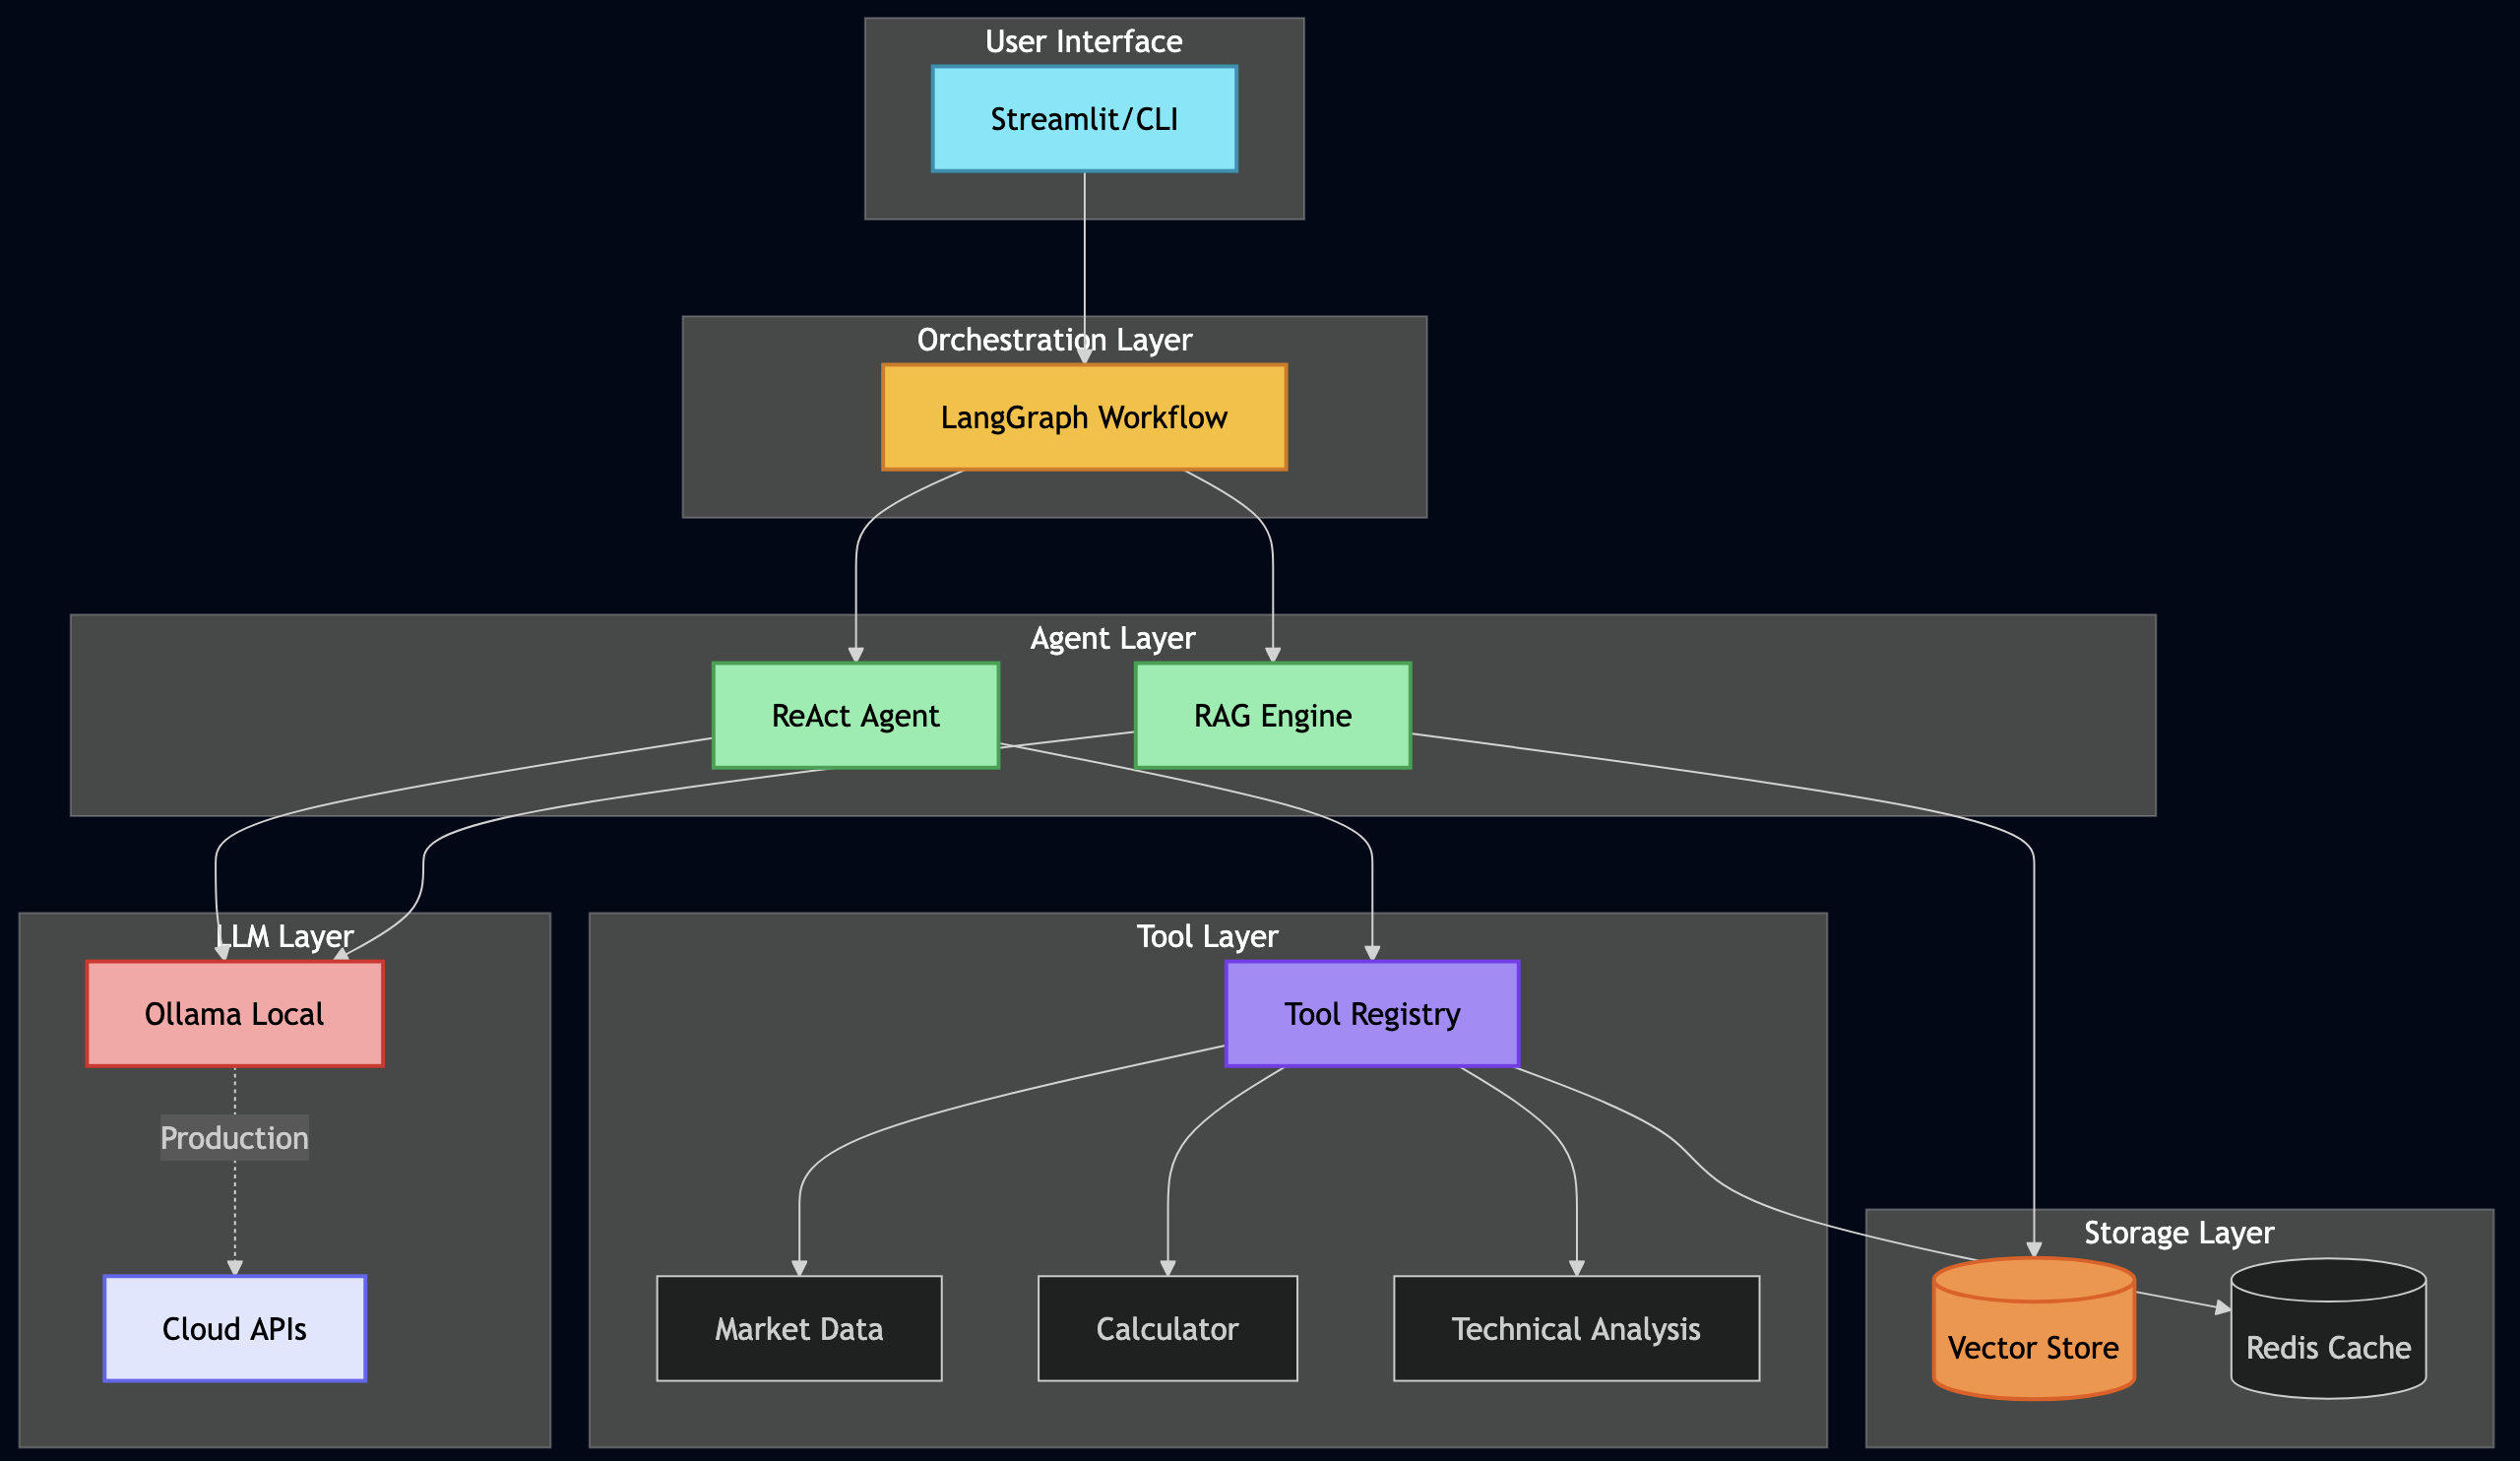 User Interface
Streamlit/CLI
Orchestration Layer
LangGraph Workflow
Agent Layer
ReAct Agent
RAG Engine
LLM Layer
Ollama Local
Production
Cloud APIs
Tool Layer
Tool Registry
Market Data
Calculator
Technical Analysis
Storage Layer
Vector Store
Redis Cache